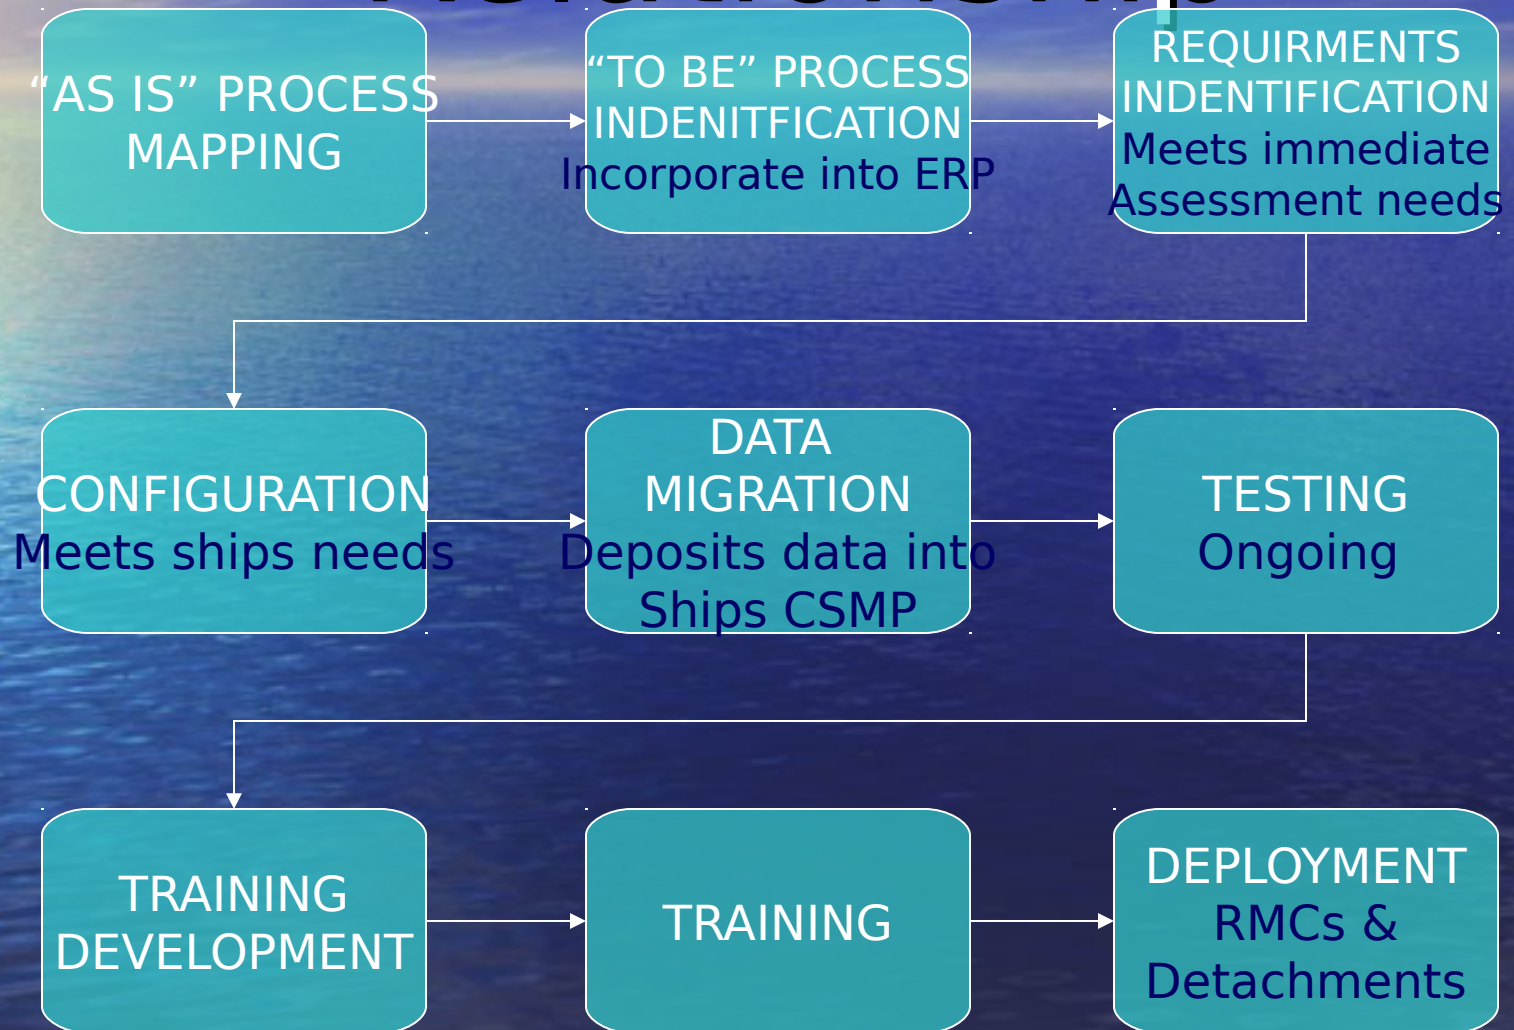 “AS IS” PROCESS
MAPPING
“TO BE” PROCESS
INDENITFICATION
Incorporate into ERP
REQUIRMENTS
INDENTIFICATION
Meets immediate
Assessment needs
CONFIGURATION
Meets ships needs
DATA
MIGRATION
Deposits data into
Ships CSMP
TESTING
Ongoing
TRAINING
DEVELOPMENT
TRAINING
DEPLOYMENT
RMCs &
Detachments